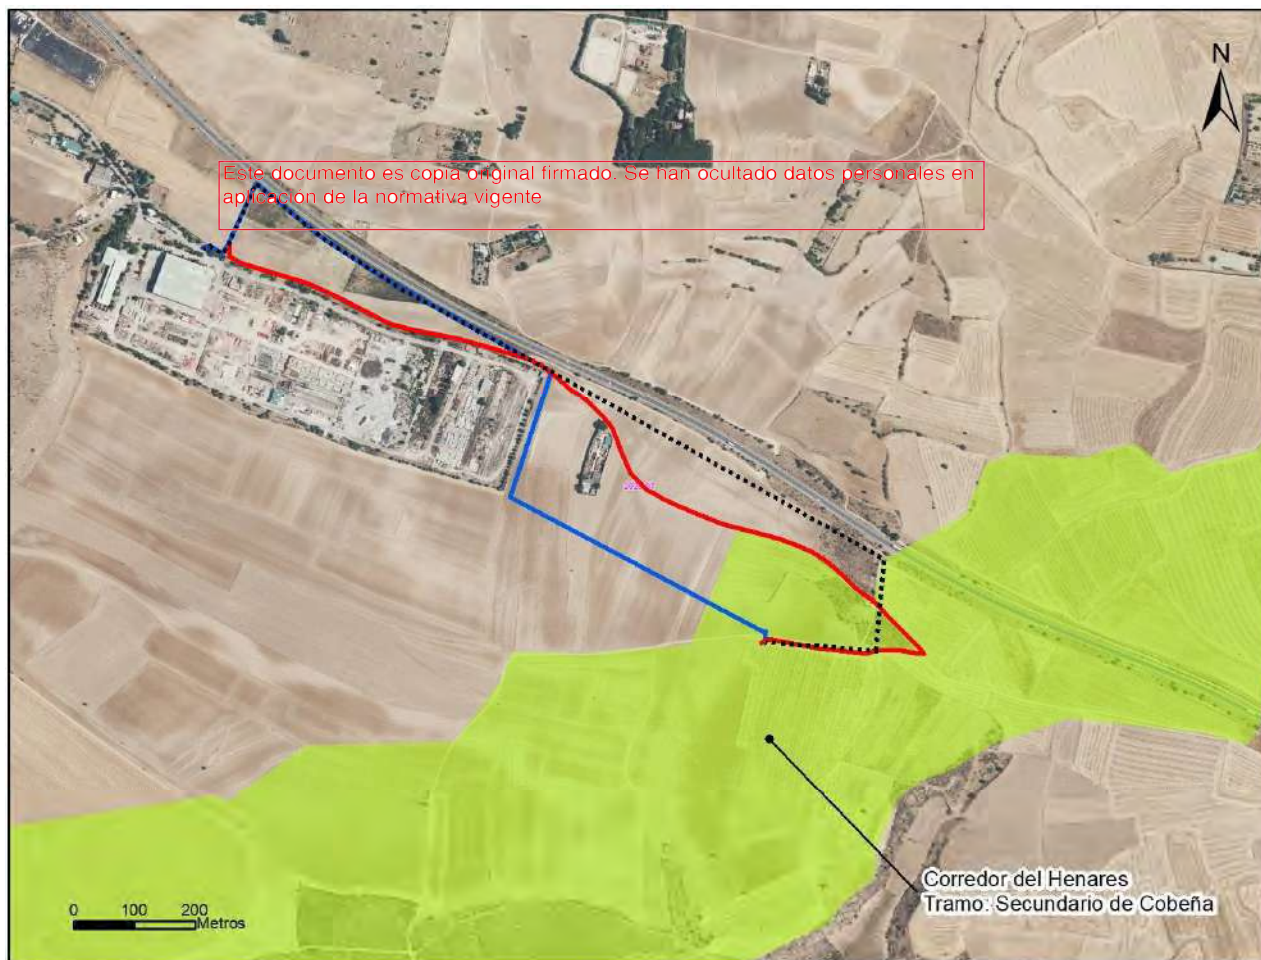 N
Este documento es copia original firmado. Se han ocultado datos personales en
aplicación de la normativa vigente
Corredor del Henares
Tramo: Secundario de Cobeña
0 100 200
Metros